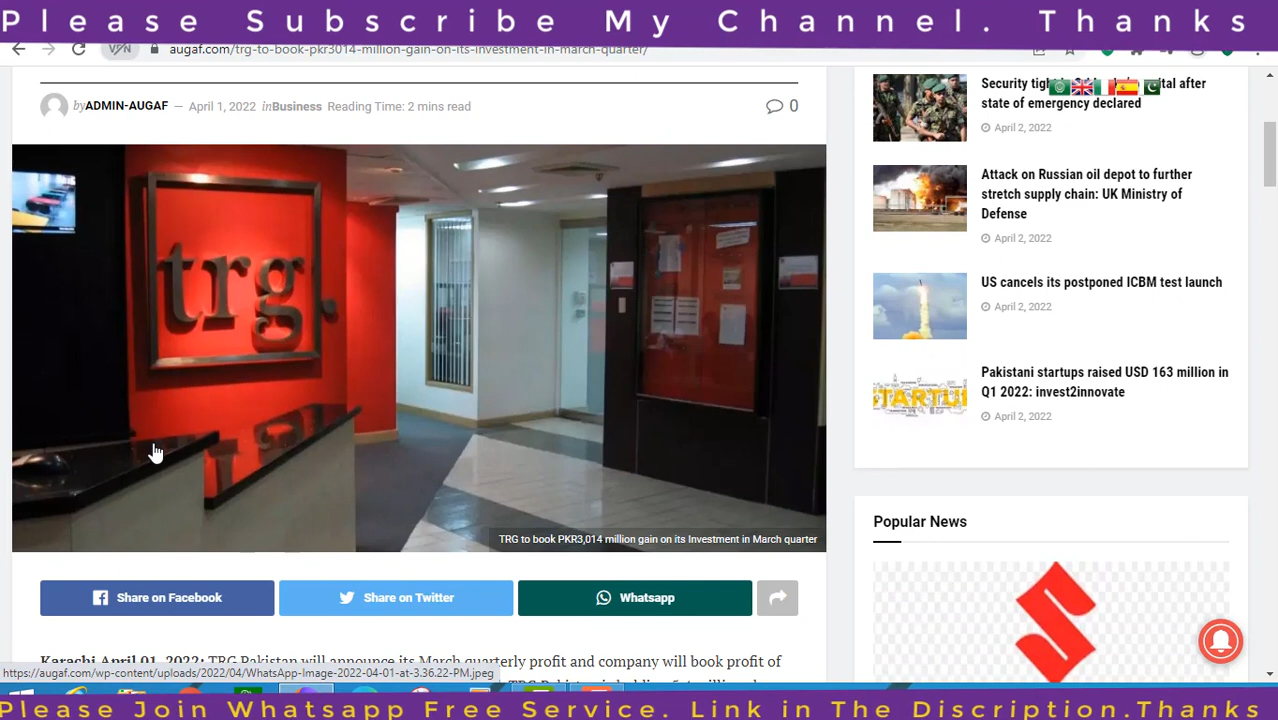 Please Subscribe My Channel. Thanks
augaf.com/trg-to-book-pkr3014-million-gain-on-its-investment-in-march-quarter/
by ADMIN-AUGAF — April 1, 2022 in Business Reading Time: 2 mins read
0
trg.
TRG to book PKR3,014 million gain on its Investment in March quarter
Share on Facebook
Share on Twitter
Whatsapp
Karachi April 01, 2022: TRG Pakistan will announce its March quarterly profit and company will book profit of
https://augaf.com/wp-content/uploads/2022/04/WhatsApp-Image-2022-04-01-at-3.36.22-PM.jpeg
Security after
state of emergency declared
April 2, 2022
Attack on Russian oil depot to further
stretch supply chain: UK Ministry of
Defense
April 2, 2022
US cancels its postponed ICBM test launch
April 2, 2022
Pakistani startups raised USD 163 million in
Q1 2022: invest2innovate
April 2, 2022
Popular News
Please Join Whatsapp Free Service. Link in The Discription.Thanks